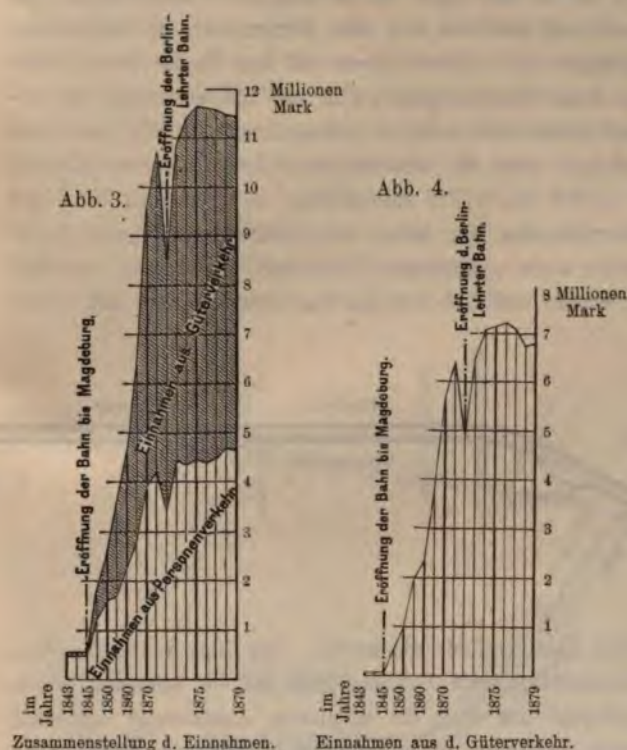 Abb. 3.
Eröffnung der Bahn bis Magdeburg.
Eröffnung der Berlin-
Lehrter Bahn.
12 Millionen
Mark
11
10
9
8
7
6
5
4
3
2
1
Einnahmen aus Güterverkehr
Einnahmen aus Personenverkehr
im
Jahre
1843
1845
1850
1860
1860
1870
1875
1879
Zusammenstellung d. Einnahmen.
Abb. 4.
Eröffnung der Bahn bis Magdeburg.
Eröffnung d. Berlin-
Lehrter Bahn.
8 Millionen
Mark
7
6
5
4
3
2
1
im
Jahre
1843
1845
1850
1860
1870
1875
1879
Einnahmen aus d. Güterverkehr.